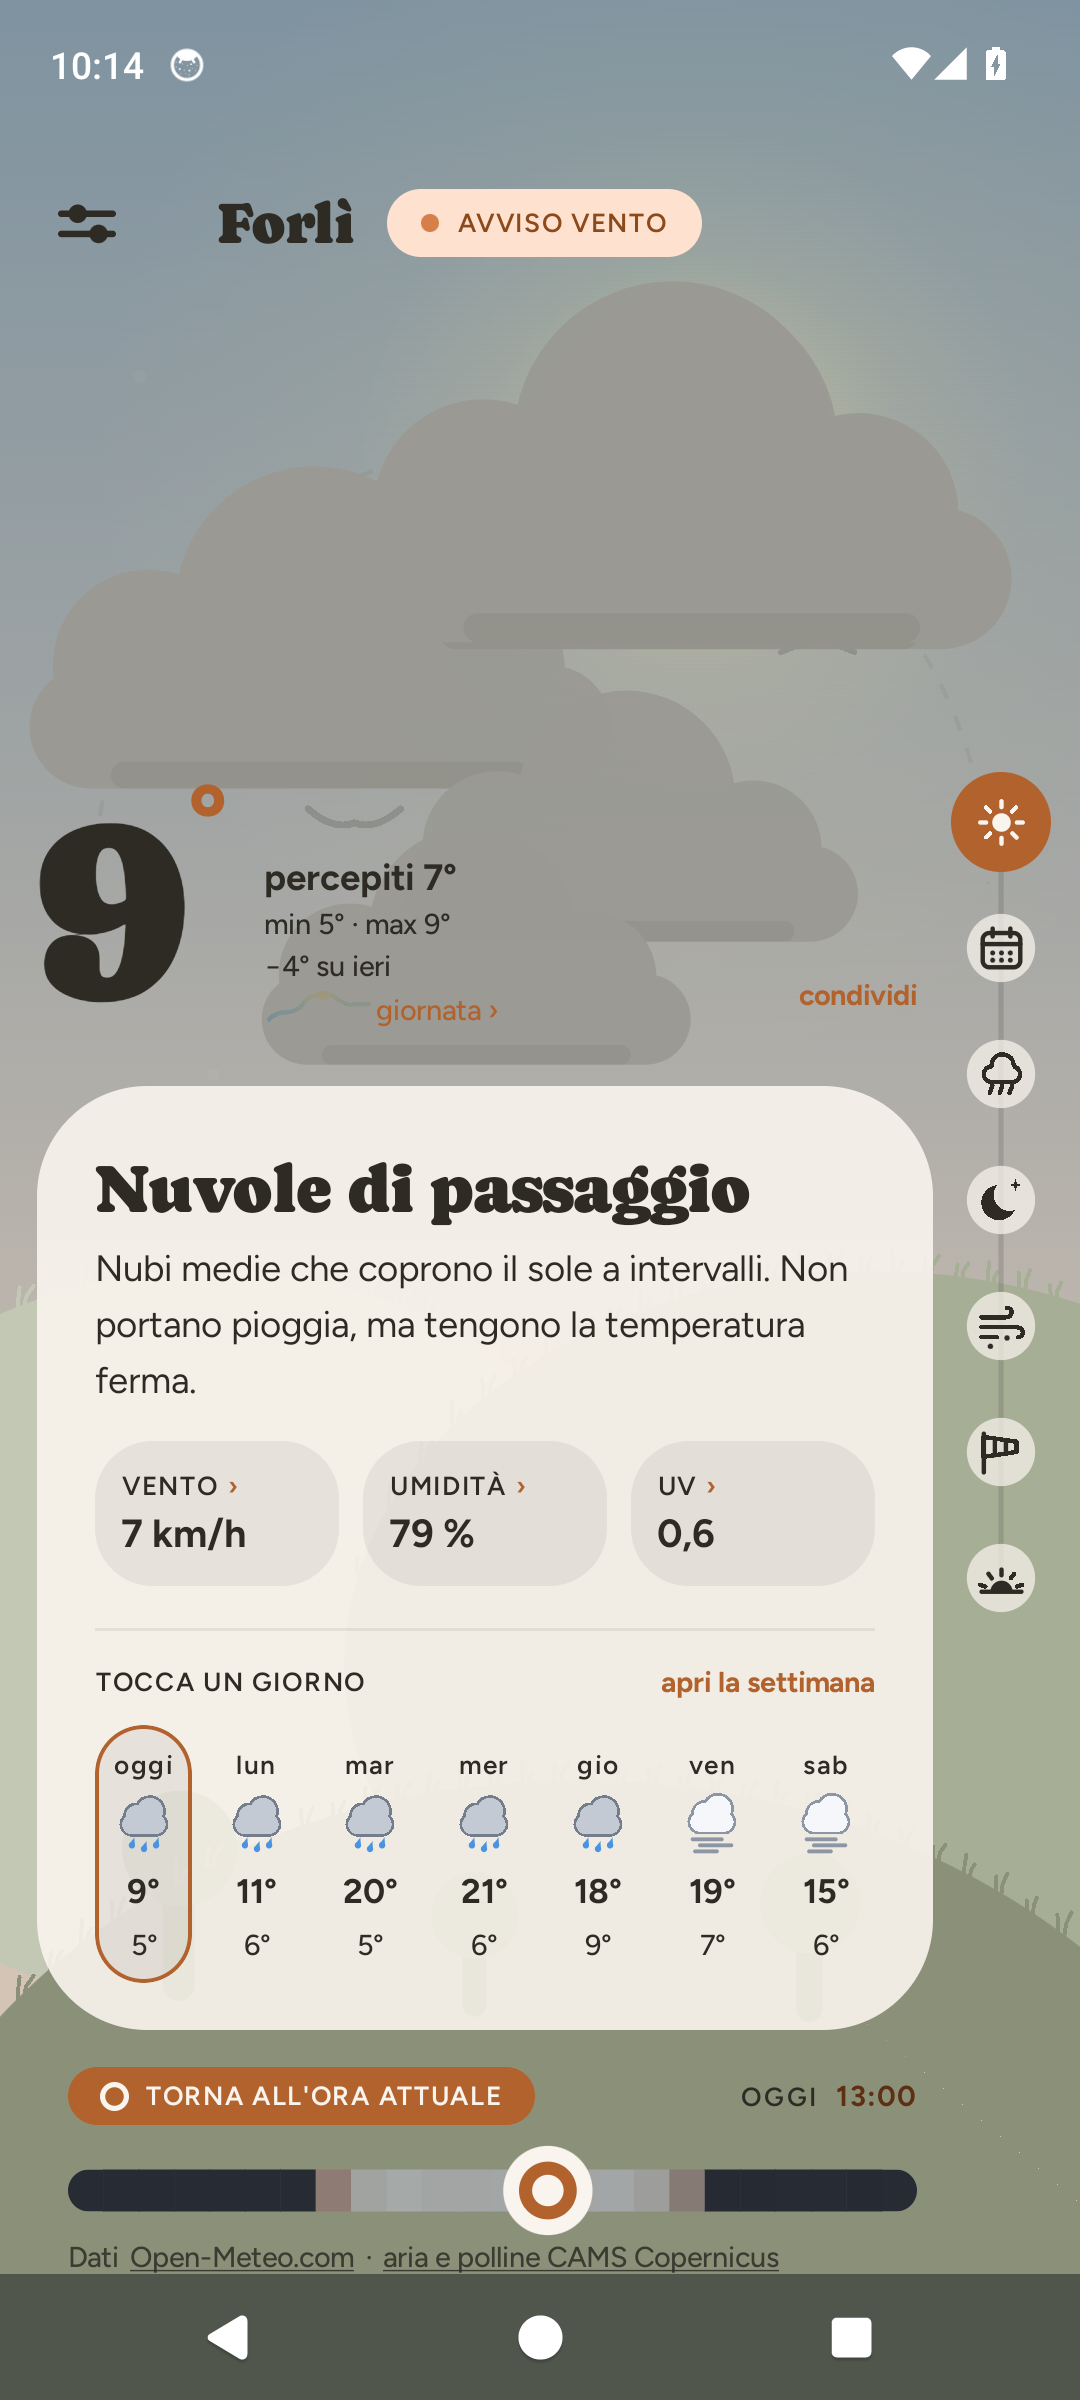 10:14
Forlì
AVVISO VENTO
9
percepiti 7°
min 5° · max 9°
−4° su ieri
giornata ›
condividi
Nuvole di passaggio
Nubi medie che coprono il sole a intervalli. Non
portano pioggia, ma tengono la temperatura
ferma.
VENTO › UMIDITÀ › UV ›
7 km/h 79 % 0,6
TOCCA UN GIORNO apri la settimana
oggi lun mar mer gio ven sab
9° 11° 20° 21° 18° 19° 15°
5° 6° 5° 6° 9° 7° 6°
TORNA ALL'ORA ATTUALE OGGI 13:00
Dati Open-Meteo.com · aria e polline CAMS Copernicus